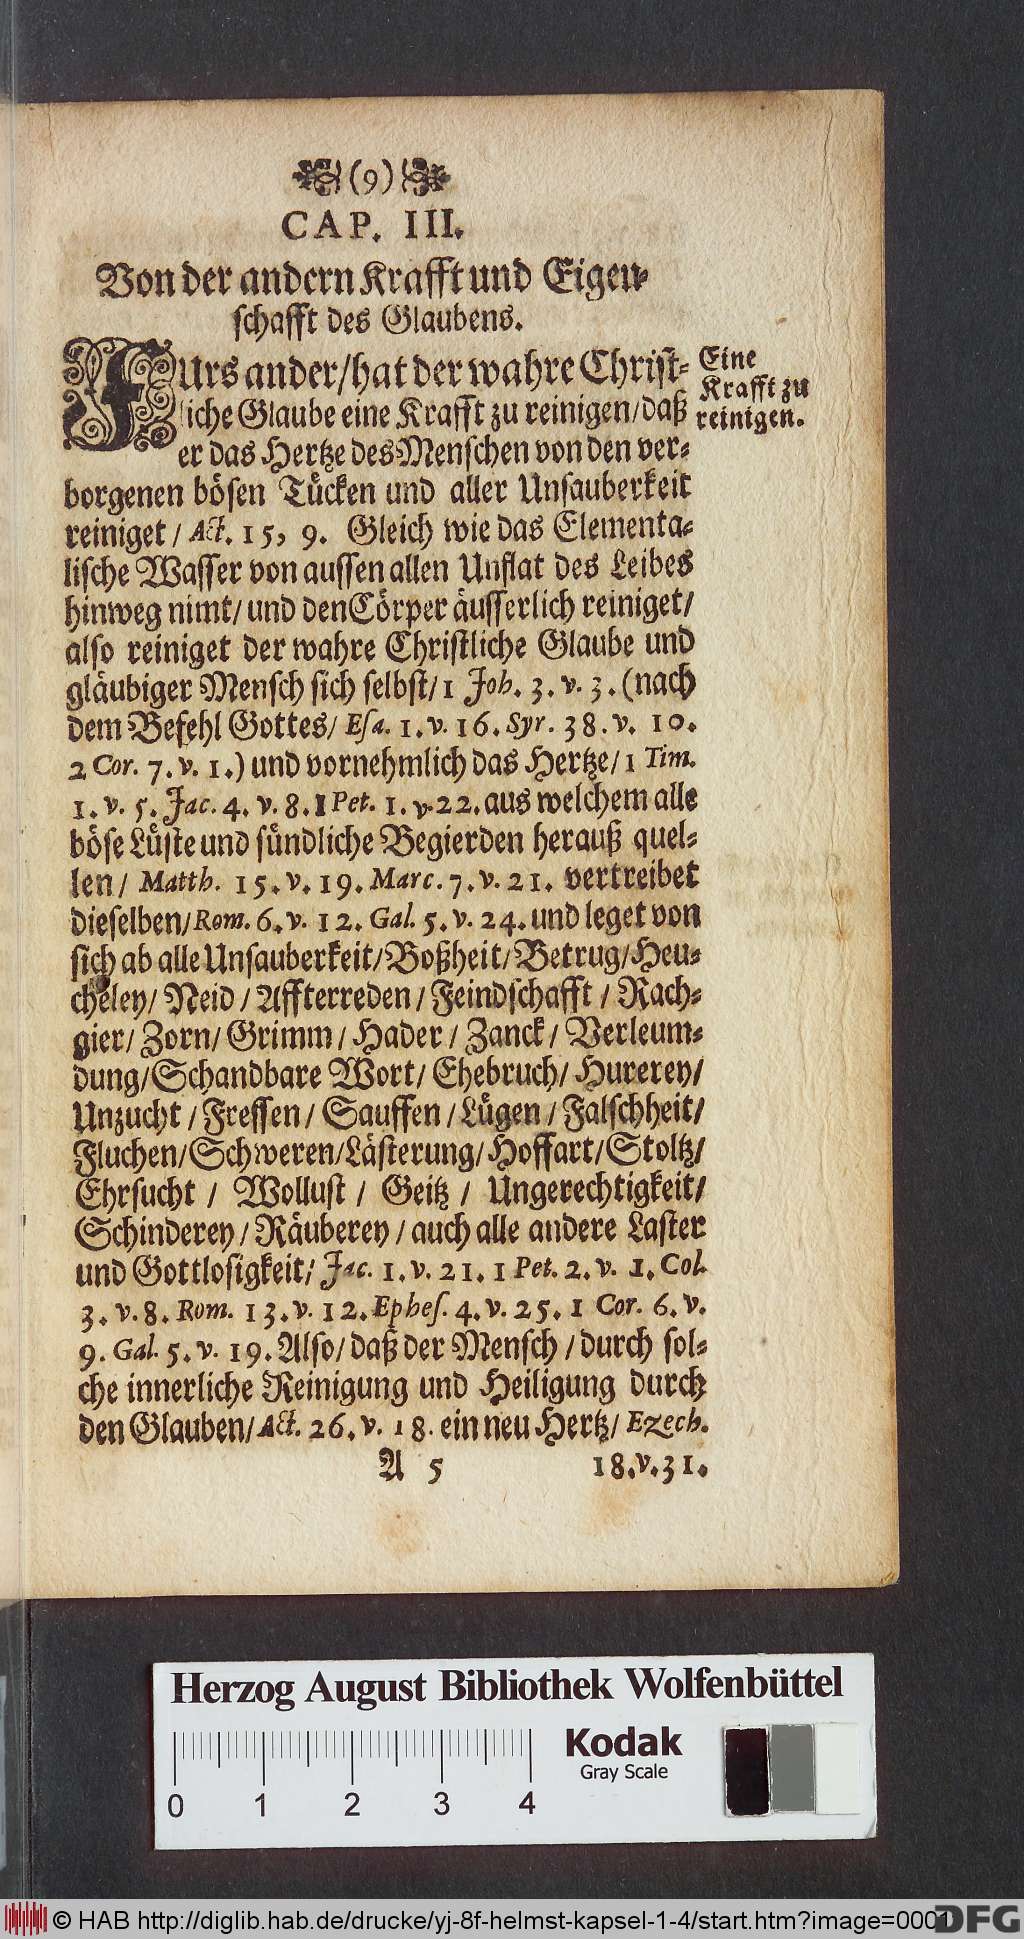 (9)
CAP. III.
Von der andern Krafft und Eigen-
schafft des Glaubens.
FUrs ander/hat der wahre Christ-
liche Glaube eine Krafft zu reinigen/daß
er das Hertze des Menschen von den ver-
borgenen bösen Tücken und aller Unsauberkeit
reiniget / Act. 15, 9. Gleich wie das Elementa-
lische Wasser von aussen allen Unflat des Leibes
hinweg nimt/ und den Cörper äusserlich reiniget/
also reiniget der wahre Christliche Glaube und
gläubiger Mensch sich selbst/1 Joh. 3. v. 3. (nach
dem Befehl Gottes/ Esa. 1. v. 16. Syr. 38. v. 10.
2 Cor. 7. v. 1.) und vornehmlich das Hertze/1 Tim.
1. v. 5. Jac. 4. v. 8. 1 Pet. 1. v. 22. aus welchem alle
böse Lüste und sündliche Begierden herauß quel-
len/ Matth. 15. v. 19. Marc. 7. v. 21. vertreibet
dieselben/Rom. 6. v. 12. Gal. 5. v. 24. und leget von
sich ab alle Unsauberkeit/Boßheit/Betrug/Heu-
cheley/ Neid / Affterreden / Feindschafft / Rach-
gier/ Zorn/ Grimm / Hader / Zanck/ Verleum-
dung/Schandbare Wort/ Ehebruch/ Hurerey/
Unzucht / Fressen/ Sauffen /Lügen / Falschheit/
Fluchen/Schweren/Lästerung/Hoffart/Stoltz/
Ehrsucht / Wollust / Geitz / Ungerechtigkeit/
Schinderey / Räuberey / auch alle andere Laster
und Gottlosigkeit/ Jac. 1. v. 21. 1 Pet. 2. v. 1. Col.
3. v. 8. Rom. 13. v. 12. Ephes. 4. v. 25. 1 Cor. 6. v.
9. Gal. 5. v. 19. Also/ daß der Mensch / durch sol-
che innerliche Reinigung und Heiligung durch
den Glauben/ Act. 26. v. 18. ein neu Hertz/ Ezech.
A 5 18. v. 31.
Eine
Krafft zu
reinigen.
Herzog August Bibliothek Wolfenbüttel
Kodak
Gray Scale
0 1 2 3 4
© HAB http://diglib.hab.de/drucke/yj-8f-helmst-kapsel-1-4/start.htm?image=0001
DFG